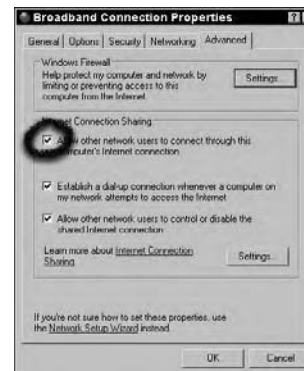 Broadband Connection Properties
General Options Security Networking Advanced
Windows Firewall
Help protect my computer and network by
limiting or preventing access to this
computer from the Internet
Settings...
Internet Connection Sharing
Allow other network users to connect through this
computer's Internet connection
Establish a dial-up connection whenever a computer on
my network attempts to access the Internet
Allow other network users to control or disable the
shared Internet connection
Learn more about Internet Connection
Sharing.
Settings...
If you're not sure how to set these properties, use
the Network Setup Wizard instead.
OK Cancel